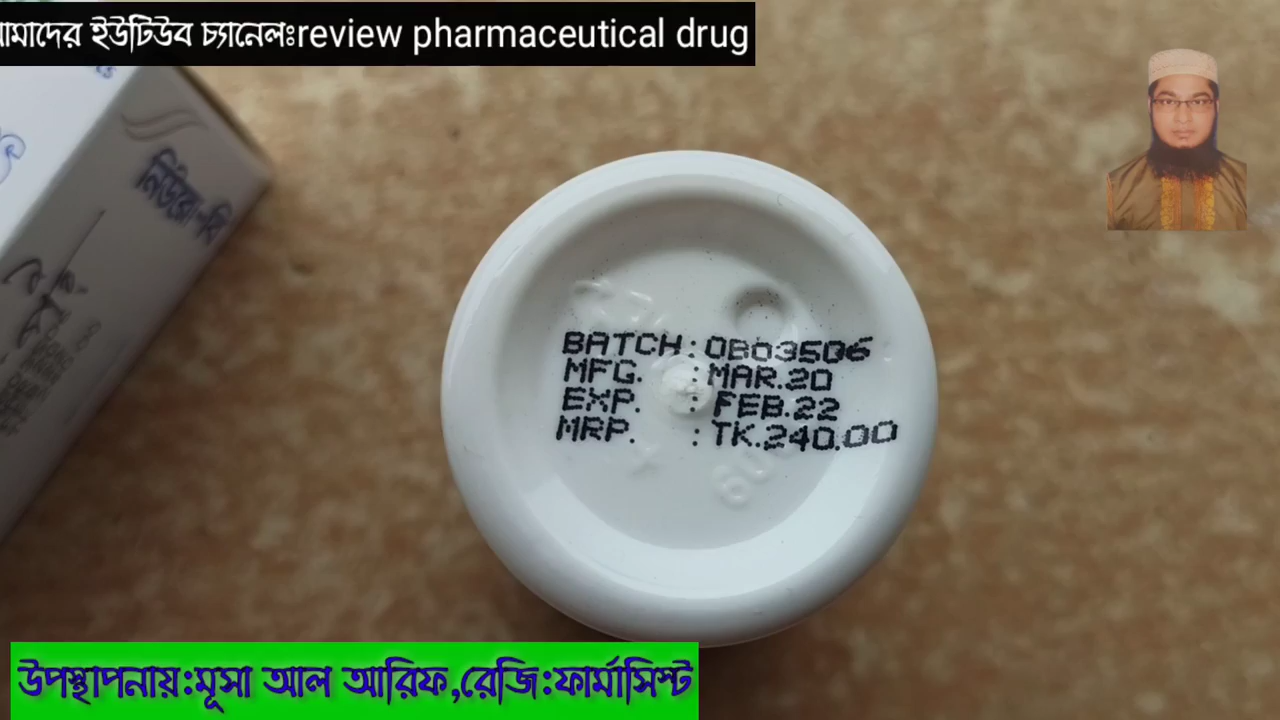 আমাদের ইউটিউব চ্যানেলঃreview pharmaceutical drug
BATCH : 0B03506
MFG. : MAR.20
EXP. : FEB.22
MRP. : TK.240.00
উপস্থাপনায়:মূসা আল আরিফ,রেজি:ফার্মাসিস্ট